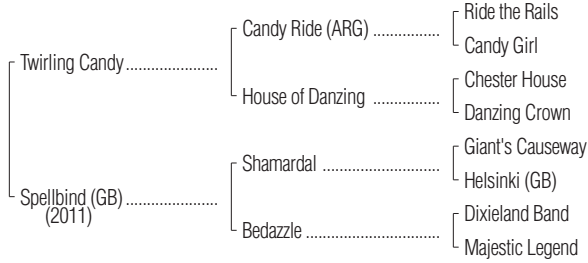 Ride the Rails
Candy Ride (ARG) ................
Candy Girl
Twirling Candy ......................
Chester House
House of Danzing ................
Danzing Crown
Giant's Causeway
Shamardal ............................
Helsinki (GB)
Spellbind (GB) ......................
(2011)
Dixieland Band
Bedazzle ................................
Majestic Legend